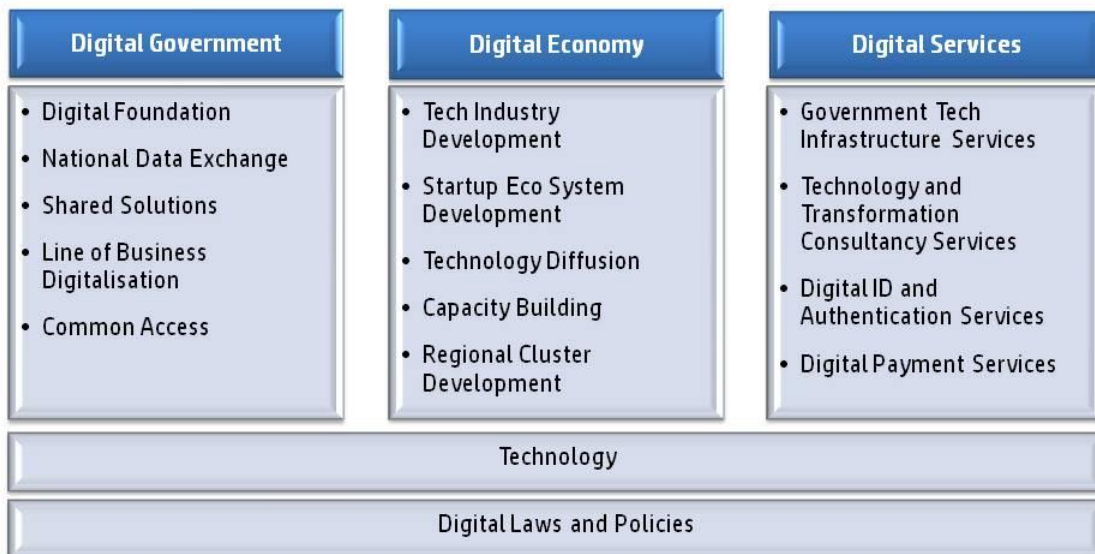 Digital Government
• Digital Foundation
• National Data Exchange
• Shared Solutions
• Line of Business
Digitalisation
• Common Access
Digital Economy
• Tech Industry
Development
• Startup Eco System
Development
• Technology Diffusion
• Capacity Building
• Regional Cluster
Development
Digital Services
• Government Tech
Infrastructure Services
• Technology and
Transformation
Consultancy Services
• Digital ID and
Authentication Services
• Digital Payment Services
Technology
Digital Laws and Policies